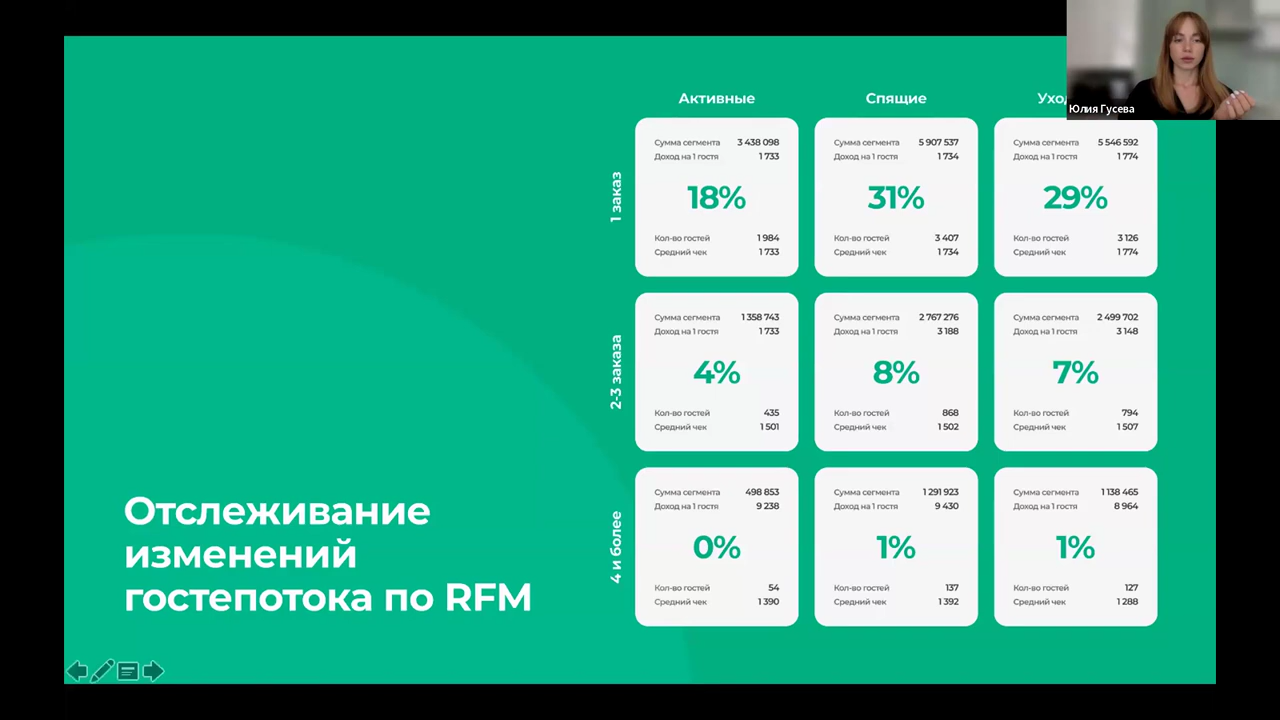 Активные
Спящие
Юлия Гусева
1 заказ
Сумма сегмента 3 438 098
Доход на 1 гостя 1 733
18%
Кол-во гостей 1 984
Средний чек 1 733
Сумма сегмента 5 907 537
Доход на 1 гостя 1 734
31%
Кол-во гостей 3 407
Средний чек 1 734
Сумма сегмента 5 546 592
Доход на 1 гостя 1 774
29%
Кол-во гостей 3 126
Средний чек 1 774
2-3 заказа
Сумма сегмента 1 358 743
Доход на 1 гостя 1 733
4%
Кол-во гостей 435
Средний чек 1 501
Сумма сегмента 2 767 276
Доход на 1 гостя 3 188
8%
Кол-во гостей 868
Средний чек 1 502
Сумма сегмента 2 499 702
Доход на 1 гостя 3 148
7%
Кол-во гостей 794
Средний чек 1 507
4 и более
Сумма сегмента 498 853
Доход на 1 гостя 9 238
0%
Кол-во гостей 54
Средний чек 1 390
Сумма сегмента 1 291 923
Доход на 1 гостя 9 430
1%
Кол-во гостей 137
Средний чек 1 392
Сумма сегмента 1 138 465
Доход на 1 гостя 8 964
1%
Кол-во гостей 127
Средний чек 1 288
Отслеживание
изменений
гостепотока по RFM